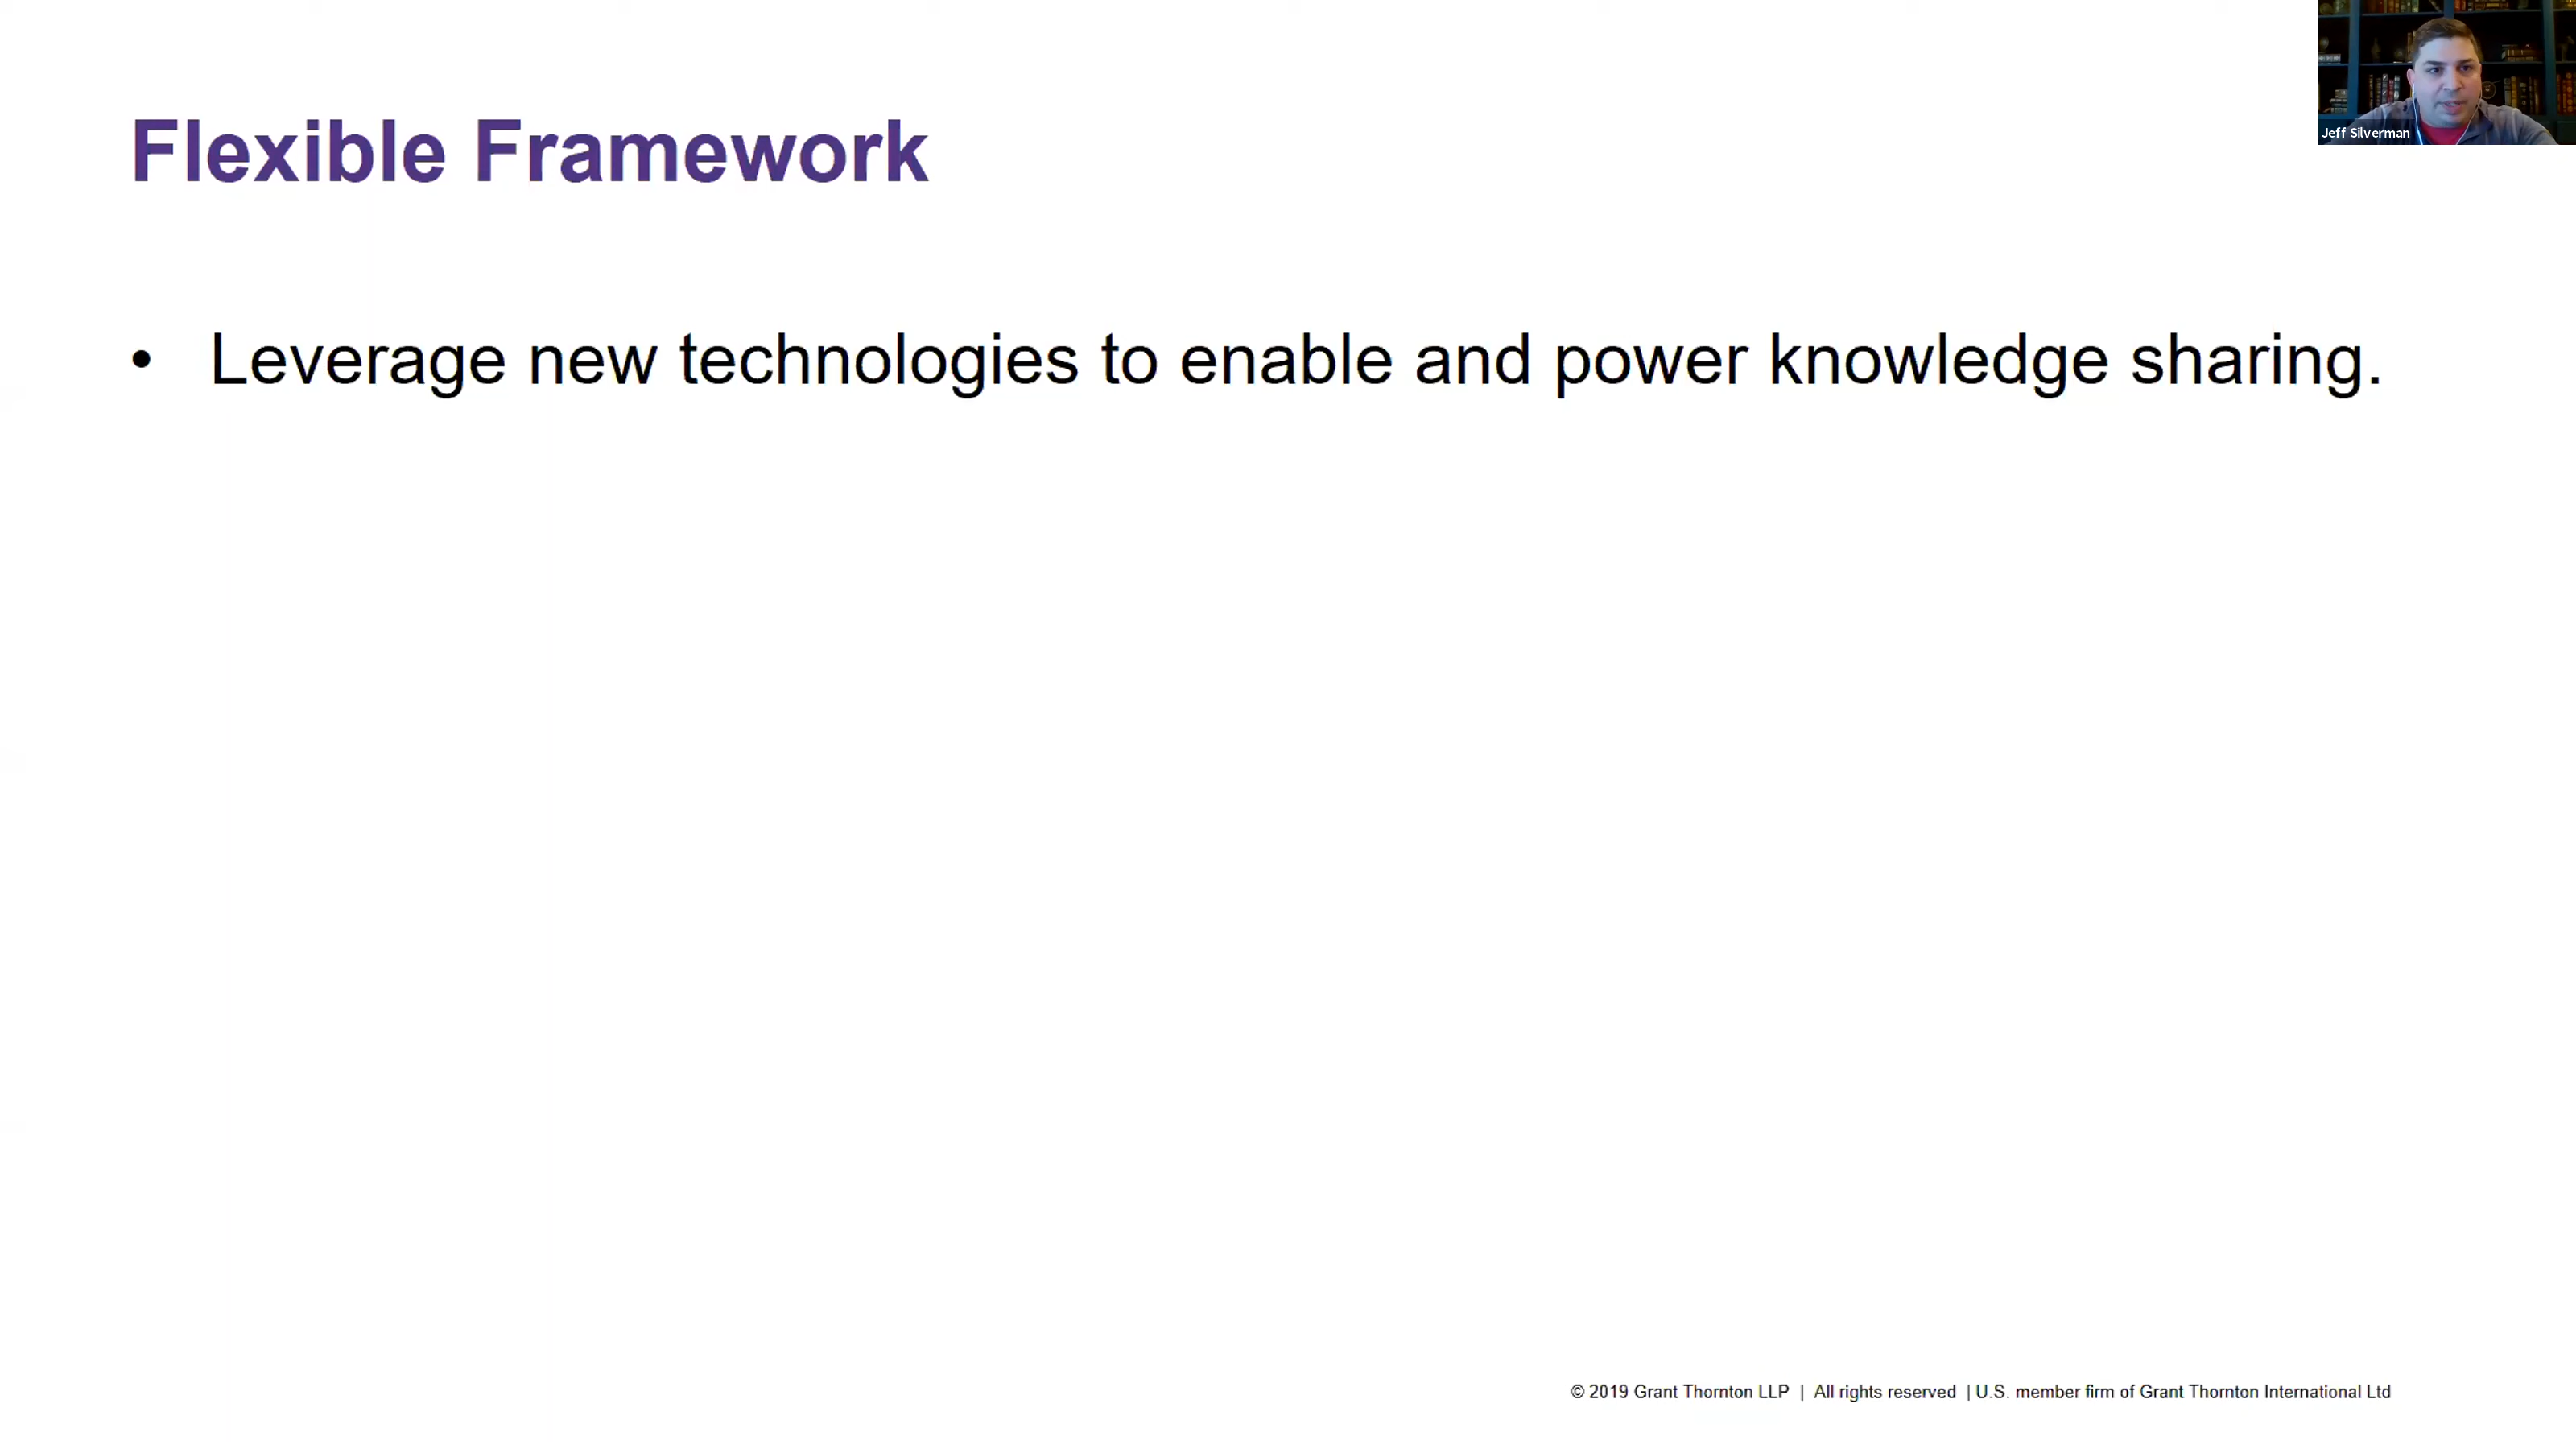 Flexible Framework
Jeff Silverman
• Leverage new technologies to enable and power knowledge sharing.
© 2019 Grant Thornton LLP | All rights reserved | U.S. member firm of Grant Thornton International Ltd